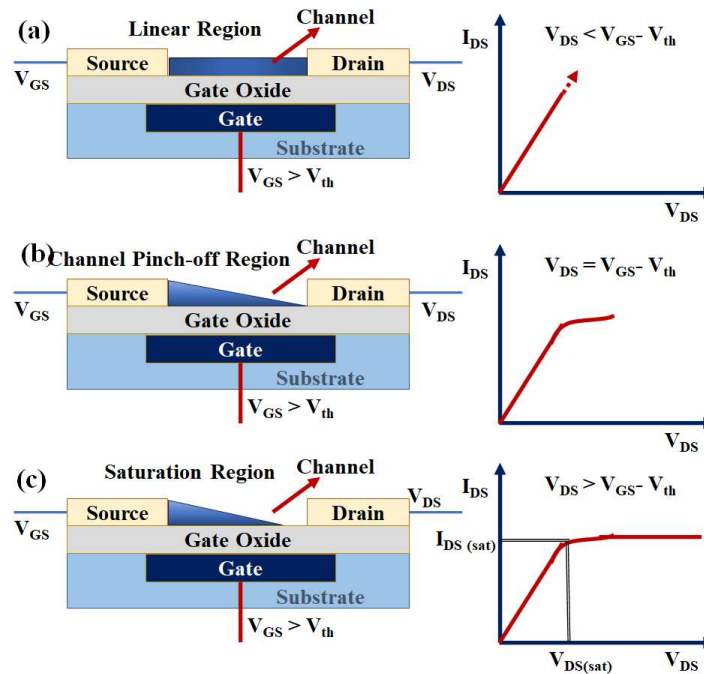 (a)
Linear Region
Channel
Source
Drain
V_GS
V_DS
Gate Oxide
Gate
Substrate
V_GS > V_th
I_DS
V_DS < V_GS- V_th
V_DS
(b)
Channel Pinch-off Region
Channel
Source
Drain
V_GS
V_DS
Gate Oxide
Gate
Substrate
V_GS > V_th
I_DS
V_DS = V_GS- V_th
V_DS
(c)
Saturation Region
Channel
Source
Drain
V_DS
V_GS
Gate Oxide
Gate
Substrate
V_GS > V_th
I_DS
V_DS > V_GS- V_th
I_DS (sat)
V_DS(sat)
V_DS